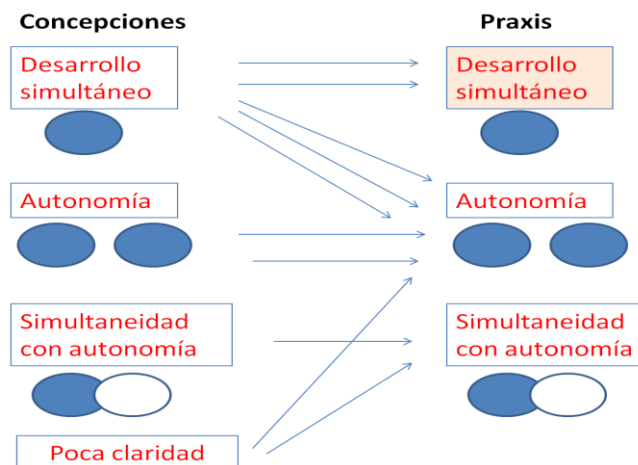 Concepciones
Praxis
Desarrollo
simultáneo
Desarrollo
simultáneo
Autonomía
Autonomía
Simultaneidad
con autonomía
Simultaneidad
con autonomía
Poca claridad